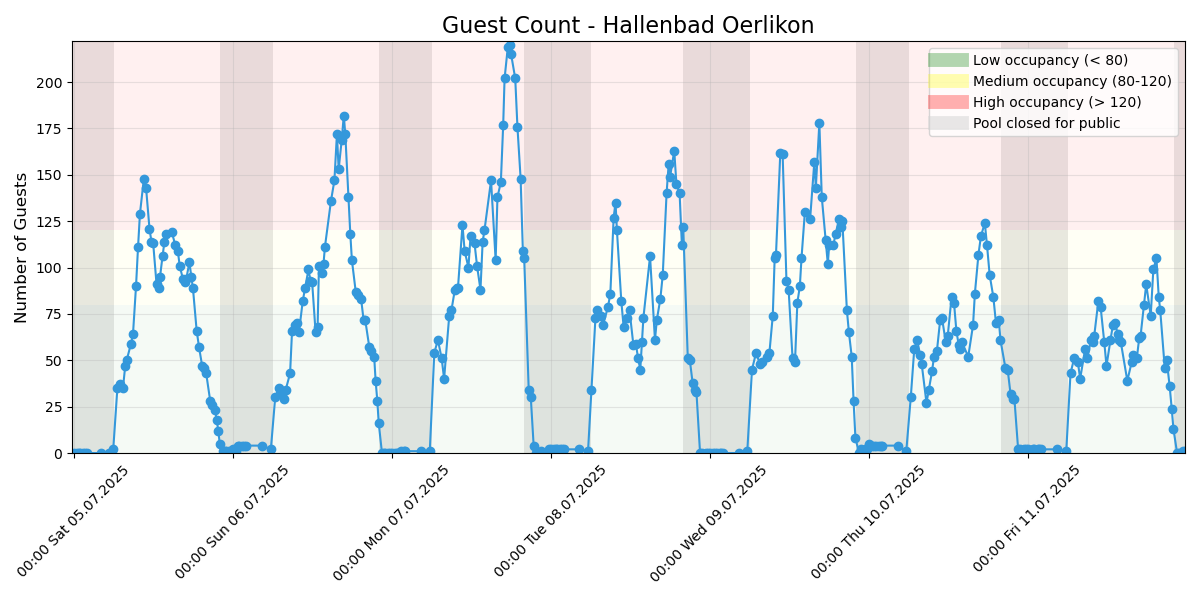 Guest Count - Hallenbad Oerlikon
Number of Guests
200
175
150
125
100
75
50
25
0
Low occupancy (< 80)
Medium occupancy (80-120)
High occupancy (> 120)
Pool closed for public
00:00 Sat 05.07.2025
00:00 Sun 06.07.2025
00:00 Mon 07.07.2025
00:00 Tue 08.07.2025
00:00 Wed 09.07.2025
00:00 Thu 10.07.2025
00:00 Fri 11.07.2025